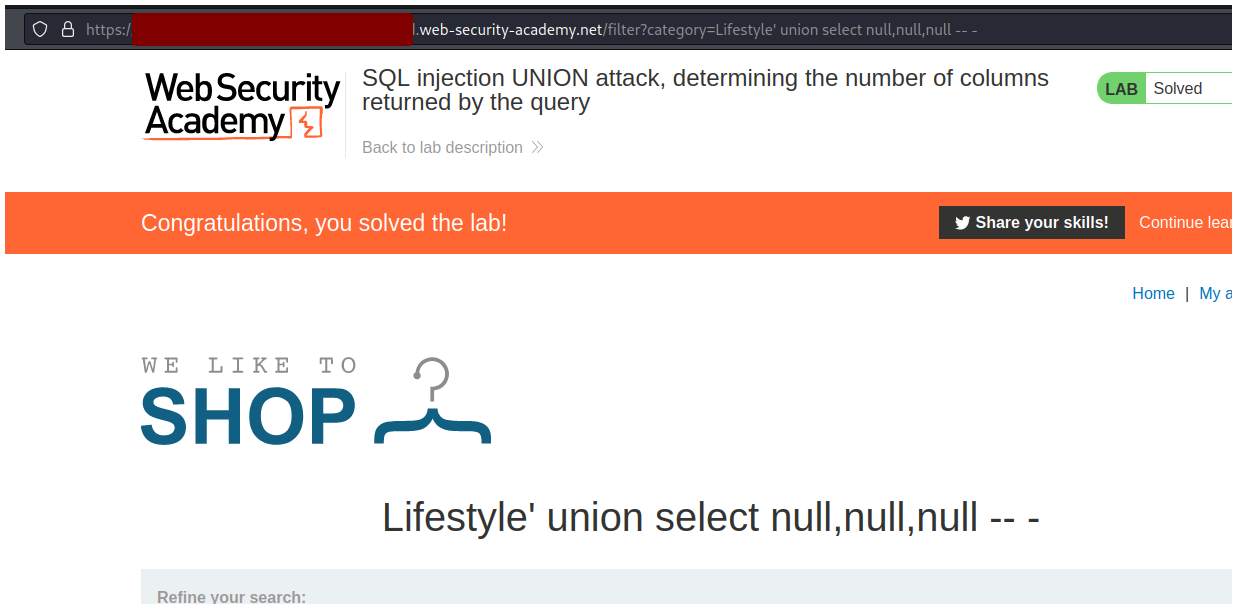 https:/l.web-security-academy.net/filter?category=Lifestyle' union select null,null,null -- -
Web Security
Academy
SQL injection UNION attack, determining the number of columns
returned by the query
LAB Solved
Back to lab description
Congratulations, you solved the lab!
Share your skills!
Continue lear
Home | My a
WE LIKE TO
SHOP
Lifestyle' union select null,null,null -- -
Refine your search: